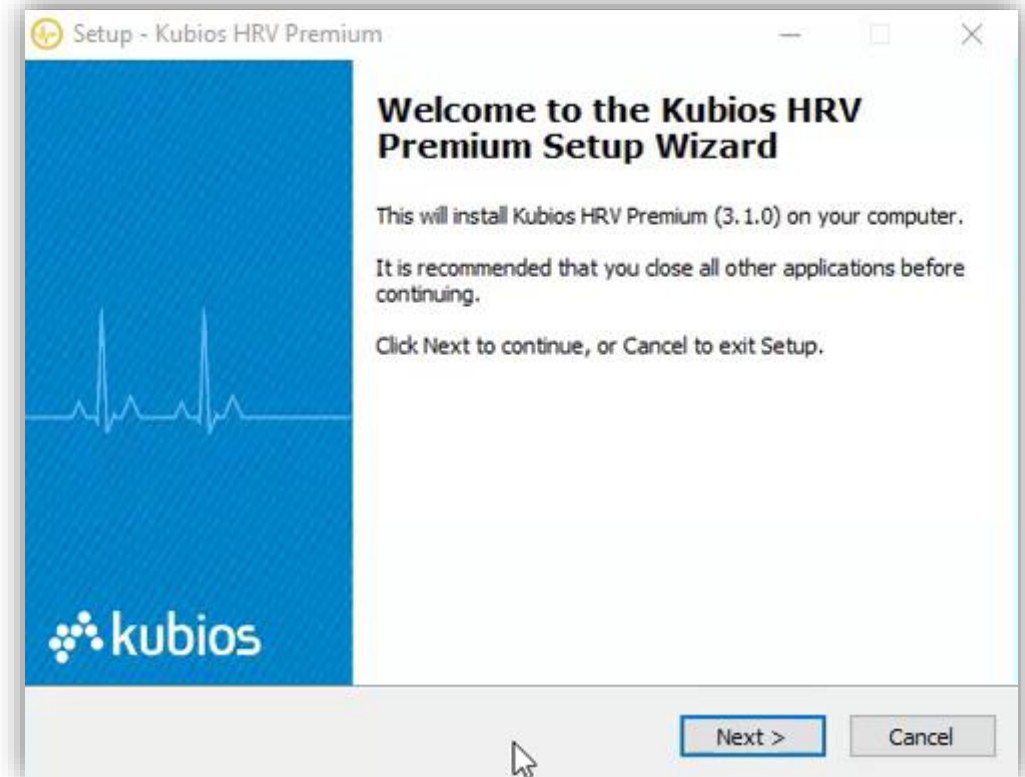 Setup - Kubios HRV Premium
Welcome to the Kubios HRV
Premium Setup Wizard
This will install Kubios HRV Premium (3.1.0) on your computer.
It is recommended that you close all other applications before
continuing.
Click Next to continue, or Cancel to exit Setup.
kubios
Next >
Cancel